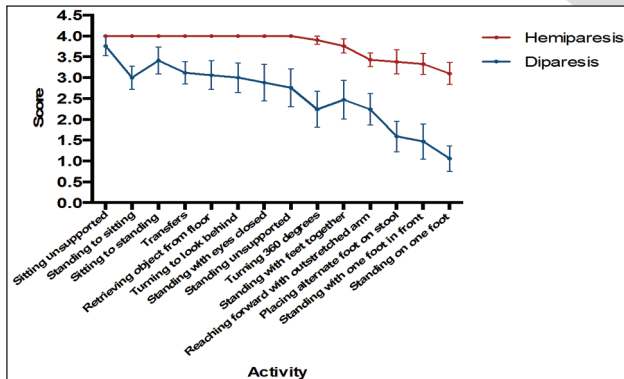 4.0
3.5
3.0
2.5
2.0
1.5
1.0
0.5
0.0
Score
Hemiparesis
Diparesis
Sitting unsupported
Standing to sitting
Sitting to standing
Transfers
Retrieving object from floor
Turning to look behind
Standing with eyes closed
Standing unsupported
Turning 360 degrees
Standing with feet together
Reaching forward with outstretched arm
Placing alternate foot on stool
Standing with one foot in front
Standing on one foot
Activity